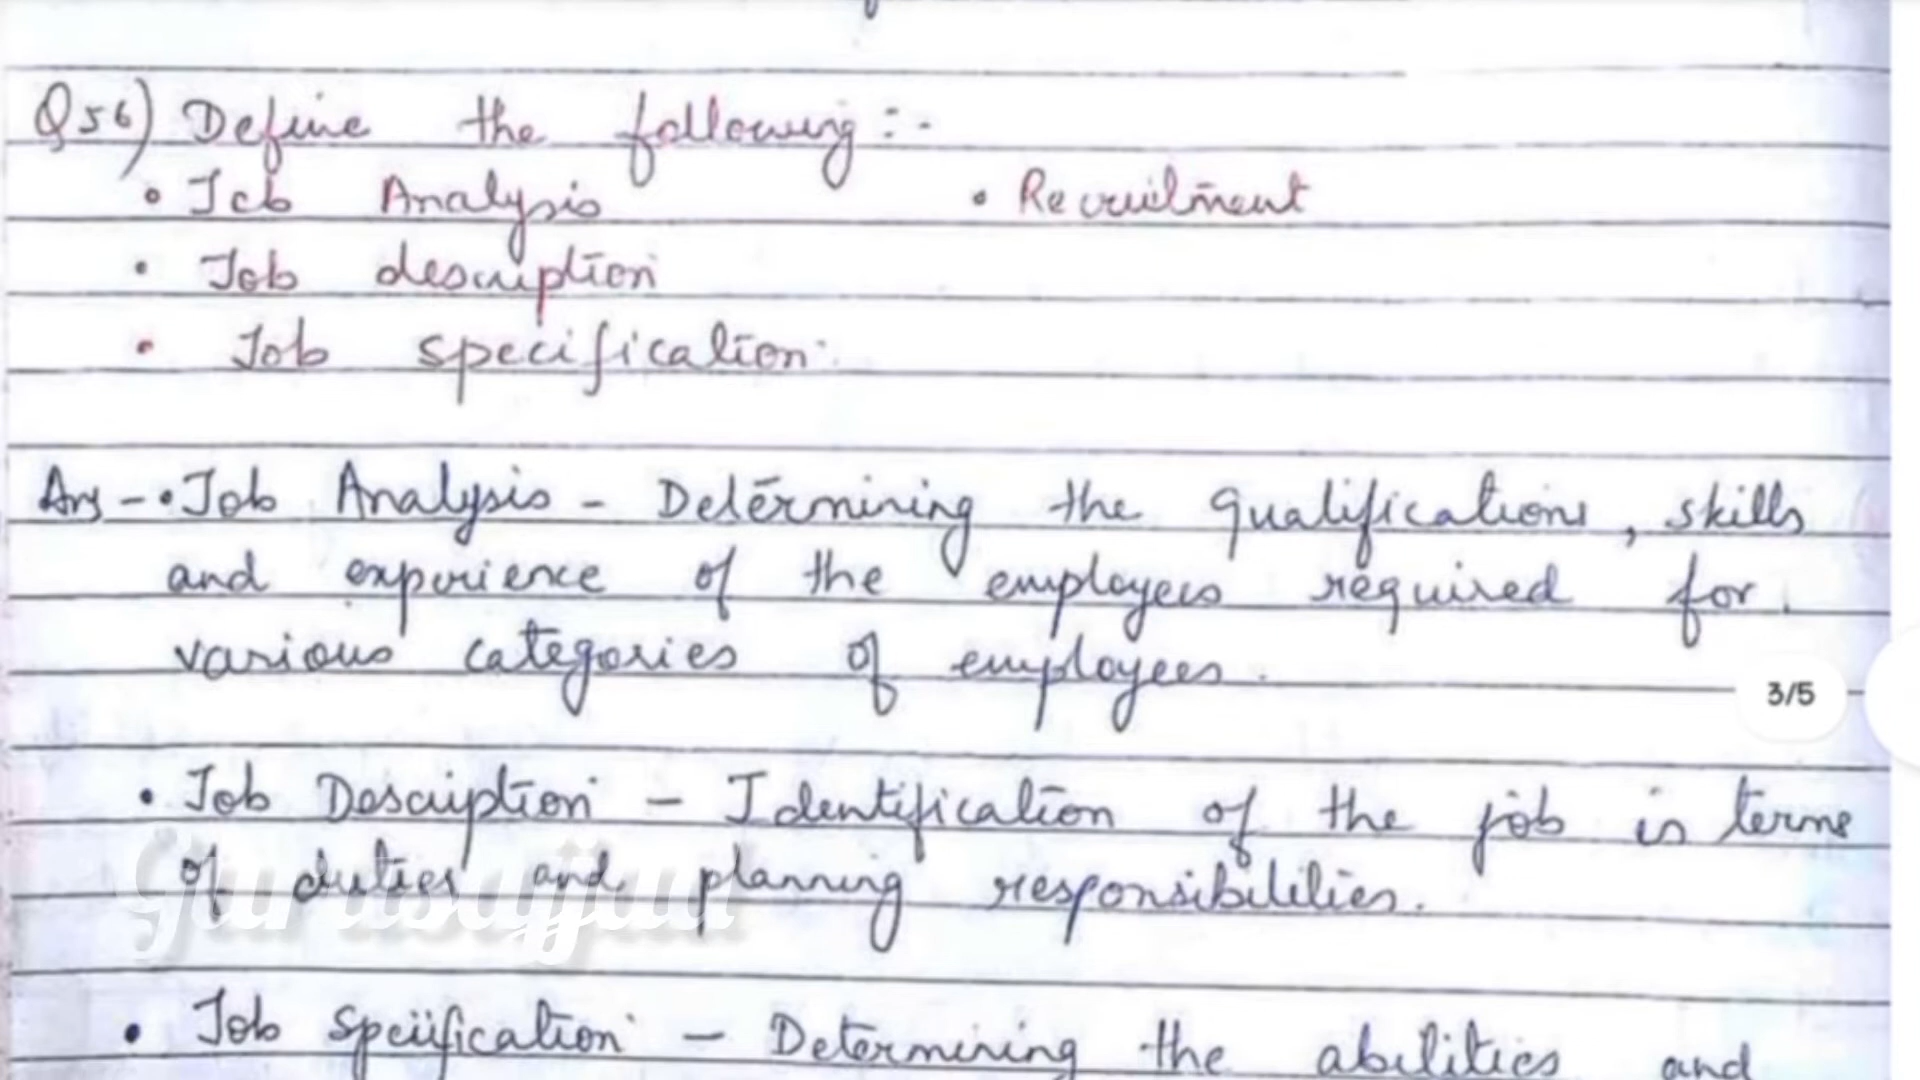 Q56) Define the following :-
• Job Analysis • Recruitment
• Job description
• Job specification.
Ans - • Job Analysis - Determining the qualifications, skills
and experience of the employees required for
various categories of employees.
3/5
• Job Description - Identification of the job in terms
of duties and planning responsibilities.
• Job Specification - Determining the abilities and